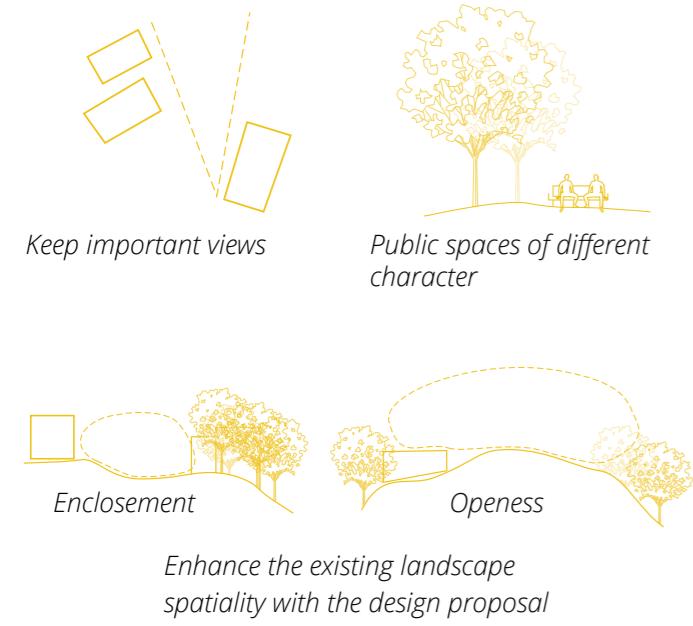 Keep important views
Public spaces of different
character
Enclosement
Openess
Enhance the existing landscape
spatiality with the design proposal